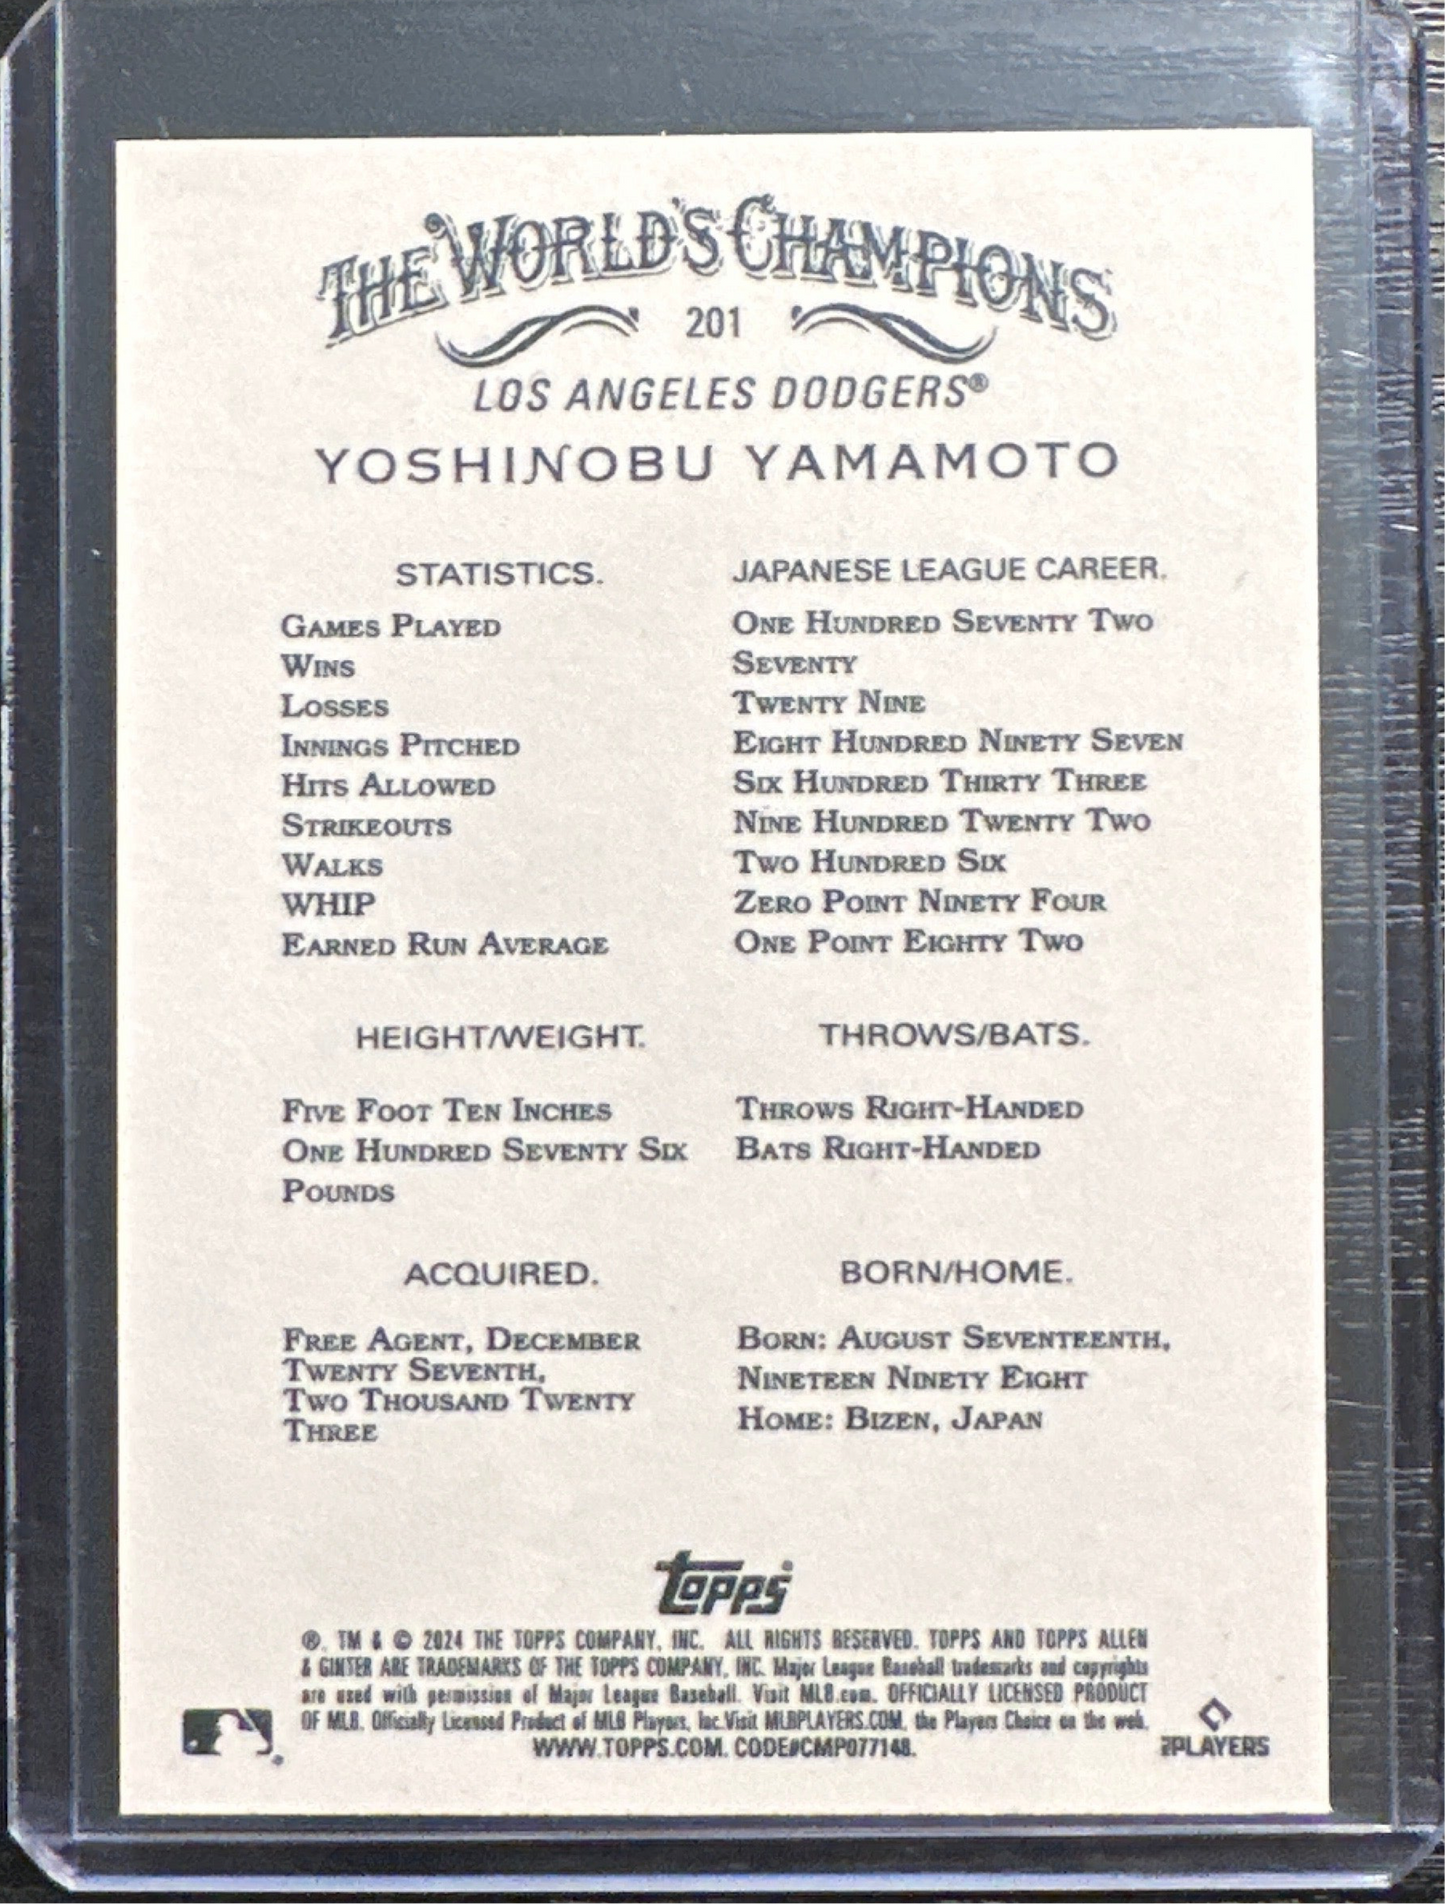 THE WORLD'S CHAMPIONS
201
LOS ANGELES DODGERS®
YOSHINOBU YAMAMOTO
STATISTICS. JAPANESE LEAGUE CAREER.
GAMES PLAYED ONE HUNDRED SEVENTY TWO
WINS SEVENTY
LOSSES TWENTY NINE
INNINGS PITCHED EIGHT HUNDRED NINETY SEVEN
HITS ALLOWED SIX HUNDRED THIRTY THREE
STRIKEOUTS NINE HUNDRED TWENTY TWO
WALKS TWO HUNDRED SIX
WHIP ZERO POINT NINETY FOUR
EARNED RUN AVERAGE ONE POINT EIGHTY TWO
HEIGHT/WEIGHT.
FIVE FOOT TEN INCHES
ONE HUNDRED SEVENTY SIX
POUNDS
THROWS/BATS.
THROWS RIGHT-HANDED
BATS RIGHT-HANDED
ACQUIRED.
FREE AGENT, DECEMBER
TWENTY SEVENTH,
TWO THOUSAND TWENTY
THREE
BORN/HOME.
BORN: AUGUST SEVENTEENTH,
NINETEEN NINETY EIGHT
HOME: BIZEN, JAPAN
topps®
®, TM & © 2024 THE TOPPS COMPANY, INC. ALL RIGHTS RESERVED. TOPPS AND TOPPS ALLEN
& GINTER ARE TRADEMARKS OF THE TOPPS COMPANY, INC. Major League Baseball trademarks and copyrights
are used with permission of Major League Baseball. Visit MLB.com. OFFICIALLY LICENSED PRODUCT
OF MLB. Officially Licensed Product of MLB Players, Inc. Visit MLBPLAYERS.COM, the Players Choice on the web.
WWW.TOPPS.COM. CODE#CMP077148.
PLAYERS